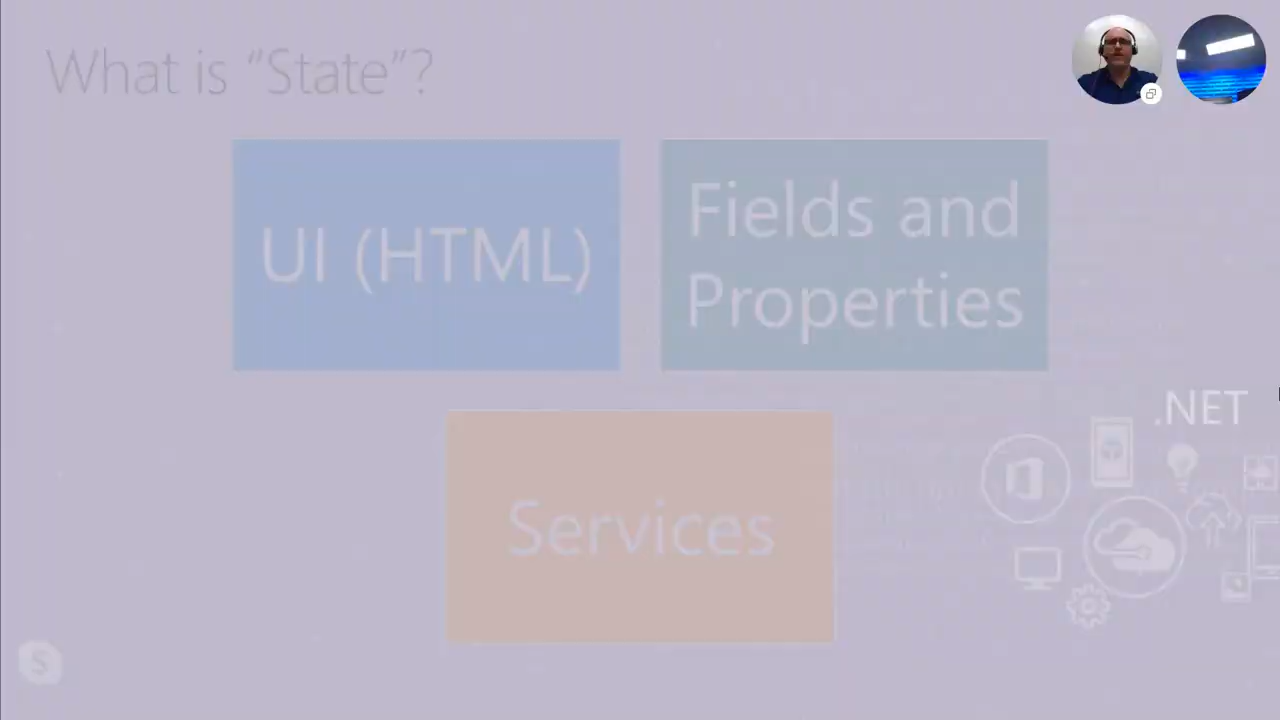 What is “State”?
UI (HTML)
Fields and
Properties
.NET
Services
S